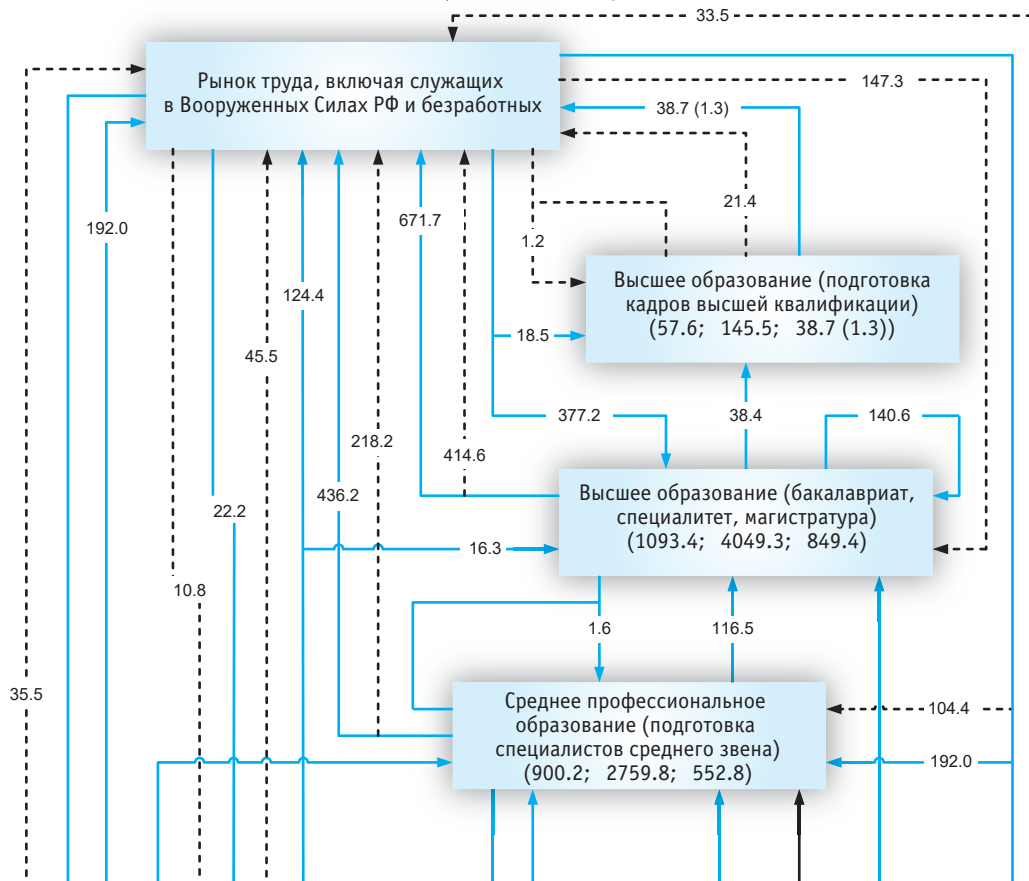 33.5
Рынок труда, включая служащих
в Вооруженных Силах РФ и безработных
147.3
38.7 (1.3)
21.4
192.0
671.7
1.2
124.4
Высшее образование (подготовка
кадров высшей квалификации)
(57.6; 145.5; 38.7 (1.3))
18.5
45.5
377.2
38.4
140.6
218.2
414.6
436.2
22.2
Высшее образование (бакалавриат,
специалитет, магистратура)
(1093.4; 4049.3; 849.4)
16.3
10.8
1.6
116.5
35.5
Среднее профессиональное
образование (подготовка
специалистов среднего звена)
(900.2; 2759.8; 552.8)
104.4
192.0